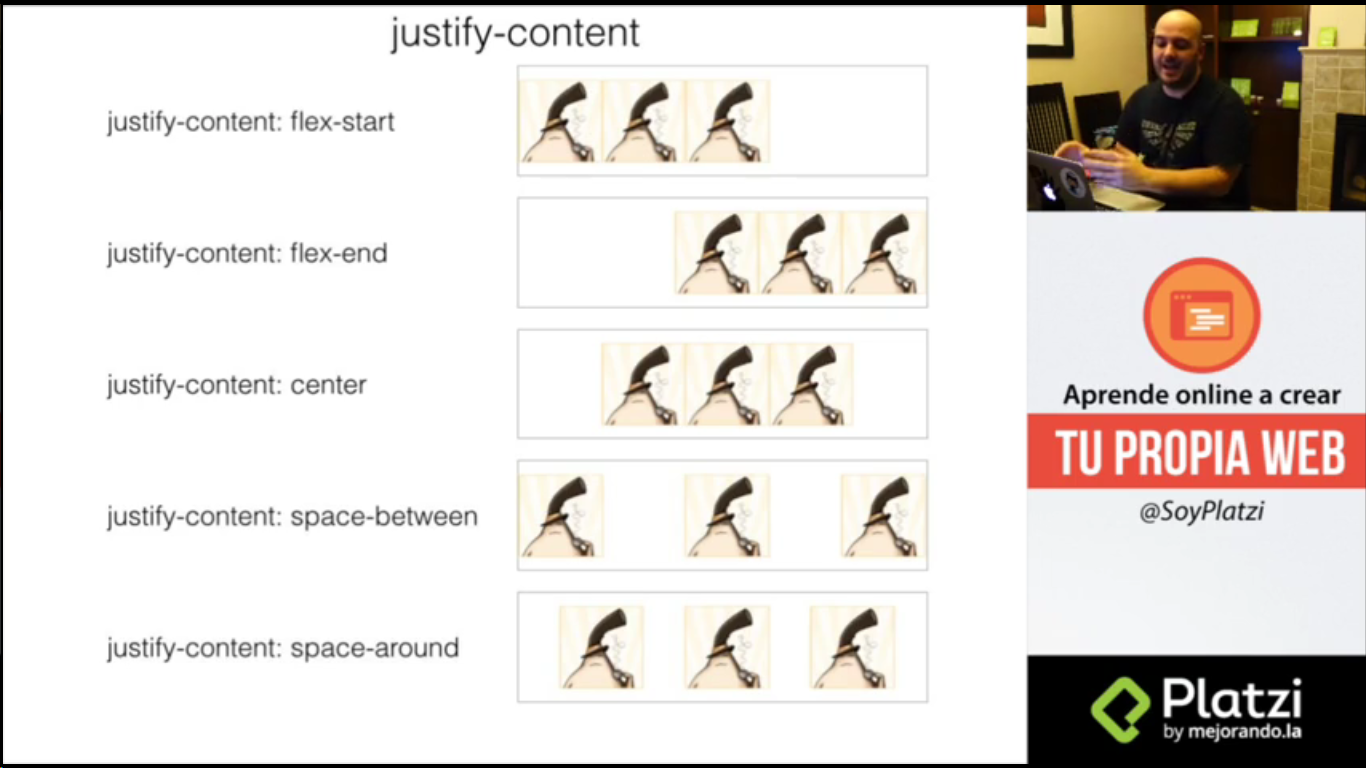 justify-content
justify-content: flex-start
justify-content: flex-end
justify-content: center
justify-content: space-between
justify-content: space-around
Aprende online a crear
TU PROPIA WEB
@SoyPlatzi
Platzi
by mejorando.la